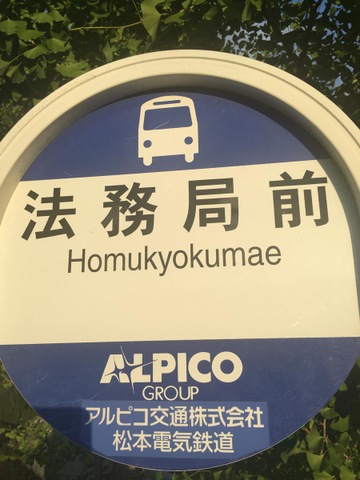 法務局前
Homukyokumae
ALPICO
GROUP
アルピコ交通株式会社
松本電気鉄道